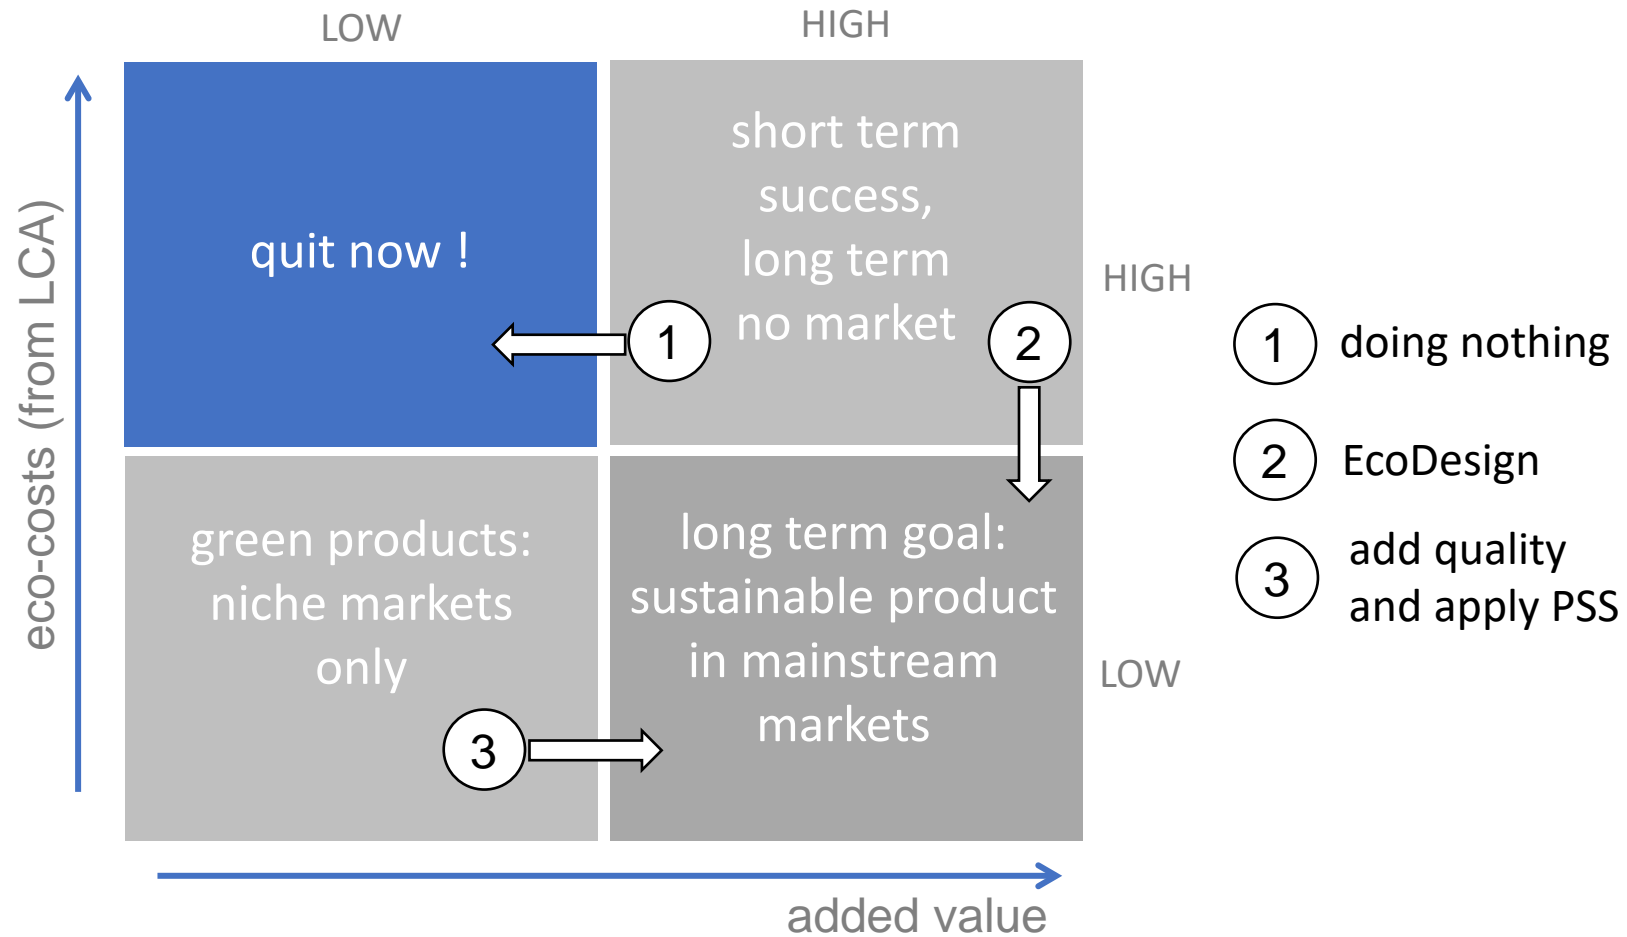 LOW
HIGH
eco-costs (from LCA)
quit now !
short term
success,
long term
no market
HIGH
1
2
1 doing nothing
2 EcoDesign
3 add quality
and apply PSS
green products:
niche markets
only
long term goal:
sustainable product
in mainstream
markets
LOW
3
added value